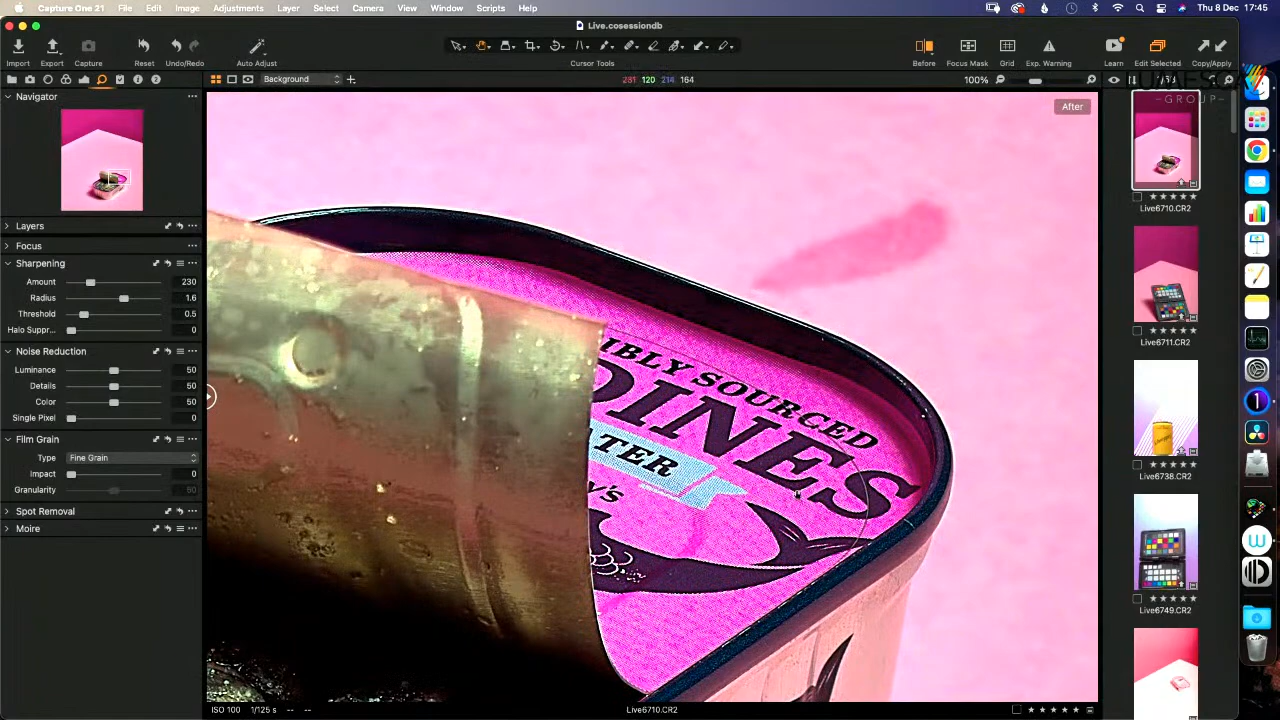 Capture One 21 File Edit Image Adjustments Layer Select Camera View Window Scripts Help Thu 8 Dec 17:45
Live.cosessiondb
Import Export Capture Reset Undo/Redo Auto Adjust Cursor Tools Before Focus Mask Grid Exp. Warning Learn Edit Selected Copy/Apply
Background 281 120 214 164 100%
GROUP
Navigator
After
Live6710.CR2
Layers
Focus
Sharpening
Amount 230
Radius 1.6
Threshold 0.5
Halo Suppr... 0
Live6711.CR2
Noise Reduction
Luminance 50
Details 50
Color 50
Single Pixel 0
Film Grain
Type Fine Grain
Impact 0
Granularity 50
Live6738.CR2
Spot Removal
Moire
IBLY SOURCED
DINES
ATER
y's
Live6749.CR2
ISO 100 1/125 s -- -- Live6710.CR2